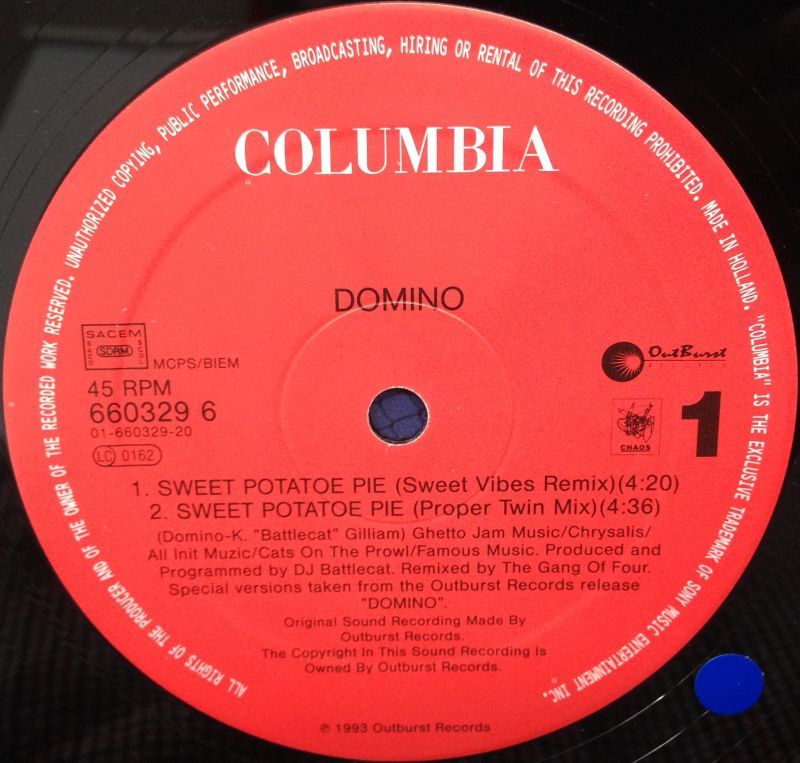 ALL RIGHTS OF THE PRODUCER AND OF THE OWNER OF THE RECORDED WORK RESERVED. UNAUTHORIZED COPYING, PUBLIC PERFORMANCE, BROADCASTING, HIRING OR RENTAL OF THIS RECORDING PROHIBITED. MADE IN HOLLAND. "COLUMBIA" IS THE EXCLUSIVE TRADEMARK OF SONY MUSIC ENTERTAINMENT INC.
COLUMBIA
DOMINO
SACEM
SACD SDRM SCDL
MCPS/BIEM
45 RPM
660329 6
01-660329-20
LC 0162
OutBurst
CHAOS
1
1. SWEET POTATOE PIE (Sweet Vibes Remix)(4:20)
2. SWEET POTATOE PIE (Proper Twin Mix)(4:36)
(Domino-K. "Battlecat" Gilliam) Ghetto Jam Music/Chrysalis/
All Init Muzic/Cats On The Prowl/Famous Music. Produced and
Programmed by DJ Battlecat. Remixed by The Gang Of Four.
Special versions taken from the Outburst Records release
"DOMINO".
Original Sound Recording Made By
Outburst Records.
The Copyright In This Sound Recording Is
Owned By Outburst Records.
℗ 1993 Outburst Records